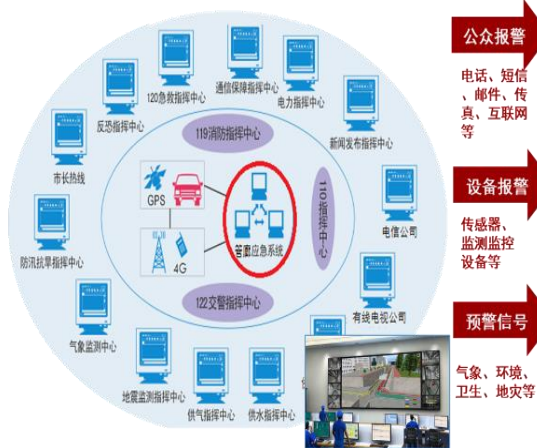 通信保障指挥中心
120急救指挥中心
电力指挥中心
反恐指挥中心
119消防指挥中心
新闻发布指挥中心
市长热线
GPS
110指挥中心
4G
管廊应急系统
电信公司
防汛抗旱指挥中心
122交警指挥中心
有线电视公司
气象监测中心
地震监测指挥中心
供气指挥中心
供水指挥中心
公众报警
电话、短信
、邮件、传
真、互联网
等
设备报警
传感器、
监测监控
设备等
预警信号
气象、环境、
卫生、地灾等